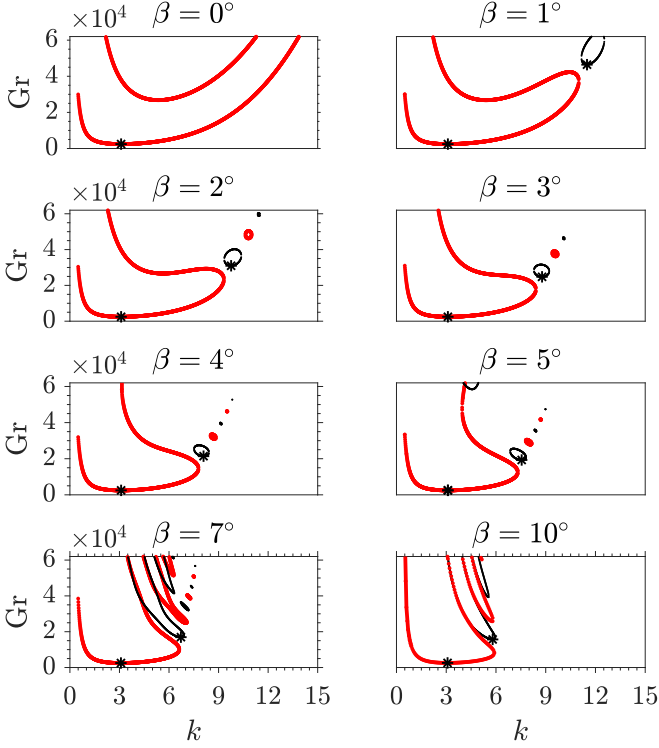 ×10⁴ β = 0° β = 1°
Gr 6 4 2 0
×10⁴ β = 2° β = 3°
Gr 6 4 2 0
×10⁴ β = 4° β = 5°
Gr 6 4 2 0
×10⁴ β = 7° β = 10°
Gr 6 4 2 0
0 3 6 9 12 15 0 3 6 9 12 15
k k